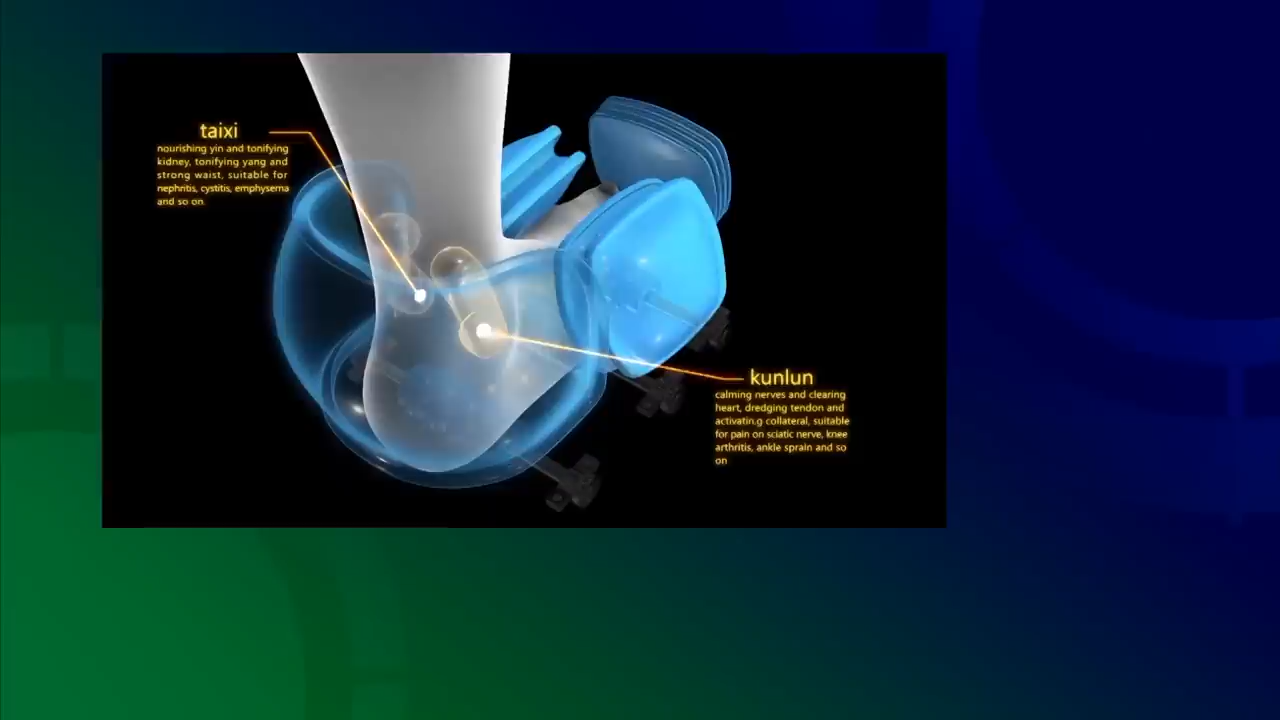 taixi
nourishing yin and tonifying
kidney, tonifying yang and
strong waist, suitable for
nephritis, cystitis, emphysema
and so on
kunlun
calming nerves and clearing
heart, dredging tendon and
activatin.g collateral, suitable
for pain on sciatic nerve, knee
arthritis, ankle sprain and so
on